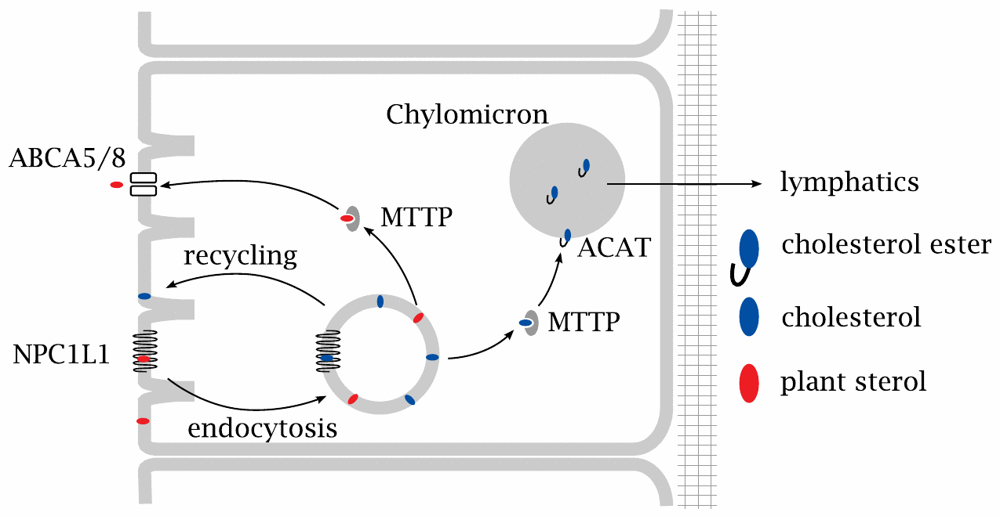 Chylomicron
ABCA5/8
lymphatics
MTTP
cholesterol ester
recycling
ACAT
cholesterol
MTTP
NPC1L1
plant sterol
endocytosis